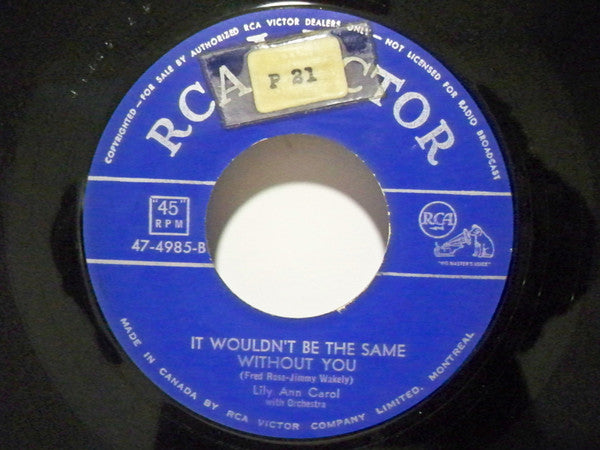 COPYRIGHTED—FOR SALE BY AUTHORIZED RCA VICTOR DEALERS ONLY—NOT LICENSED FOR RADIO BROADCAST
P 21
RCA VICTOR
"45"
RPM
47-4985-B
RCA
"HIS MASTER'S VOICE"
IT WOULDN'T BE THE SAME
WITHOUT YOU
(Fred Rose-Jimmy Wakely)
Lily Ann Carol
with Orchestra
MADE IN CANADA BY RCA VICTOR COMPANY LIMITED, MONTREAL